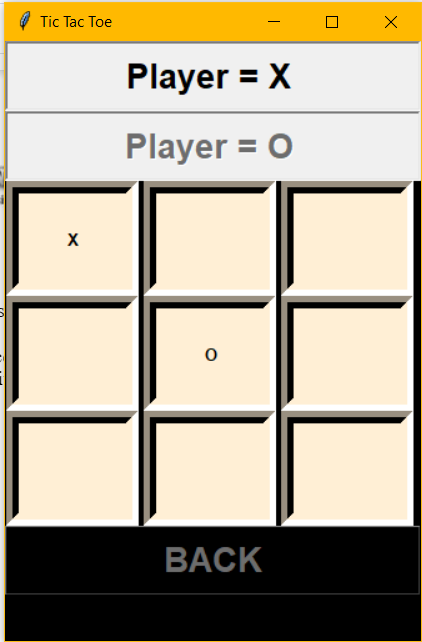 Tic Tac Toe
Player = X
Player = O
X
O
BACK